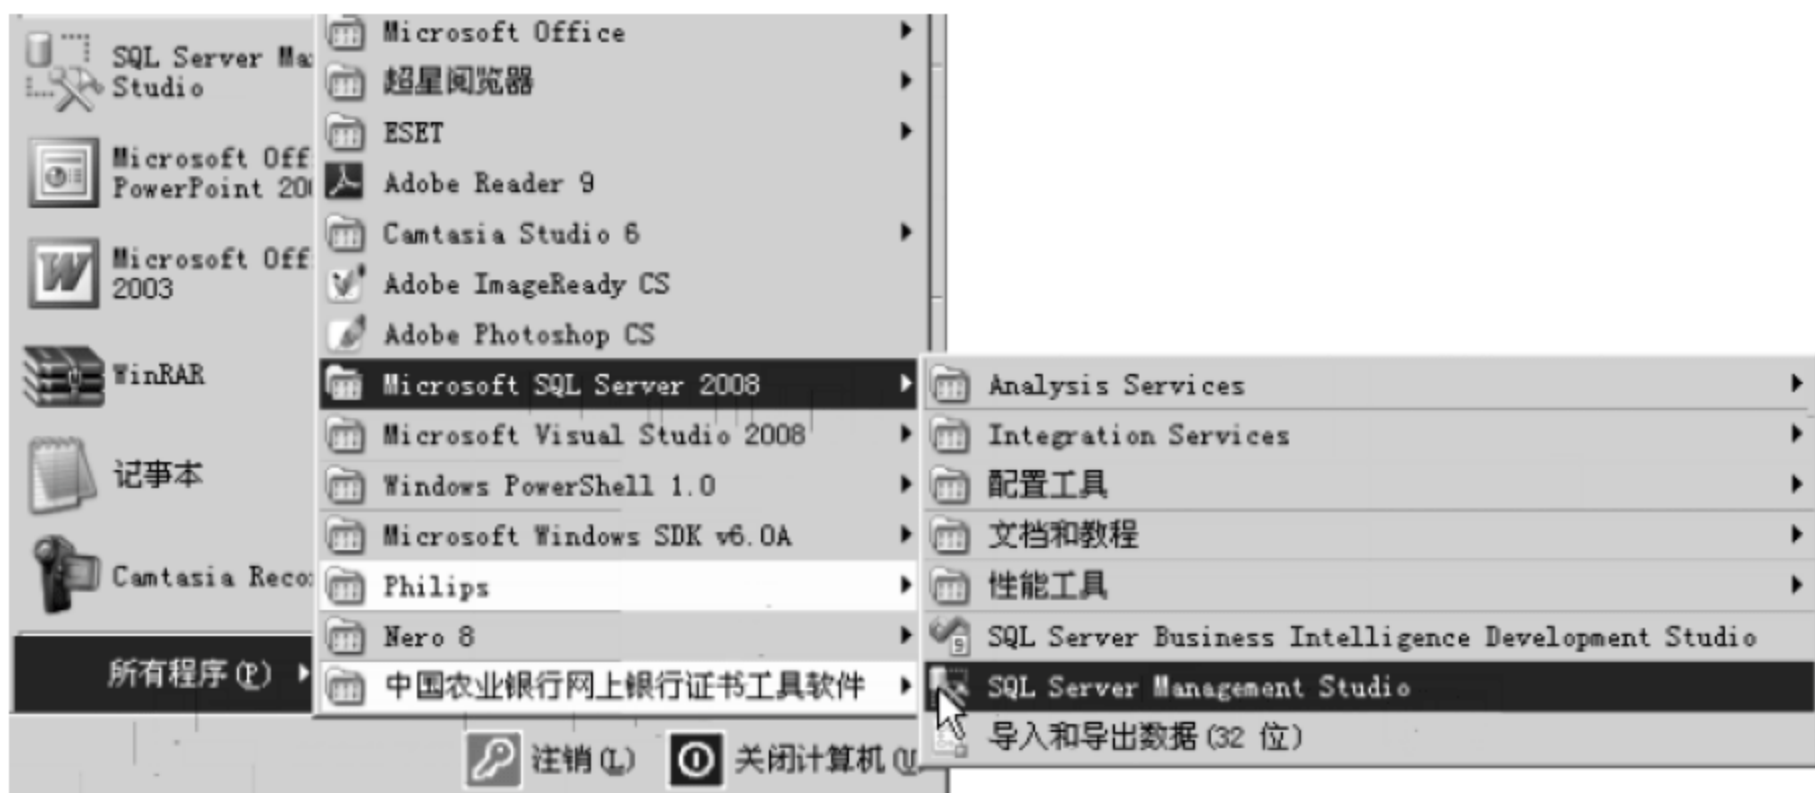 SQL Server Ma
Studio
Microsoft Off
PowerPoint 200
Microsoft Off
2003
WinRAR
记事本
Camtasia Reco
所有程序(P)
Microsoft Office
超星阅览器
ESET
Adobe Reader 9
Camtasia Studio 6
Adobe ImageReady CS
Adobe Photoshop CS
Microsoft SQL Server 2008
Microsoft Visual Studio 2008
Windows PowerShell 1.0
Microsoft Windows SDK v6.0A
Philips
Nero 8
中国农业银行网上银行证书工具软件
Analysis Services
Integration Services
配置工具
文档和教程
性能工具
SQL Server Business Intelligence Development Studio
SQL Server Management Studio
导入和导出数据(32 位)
注销(L)
关闭计算机(U